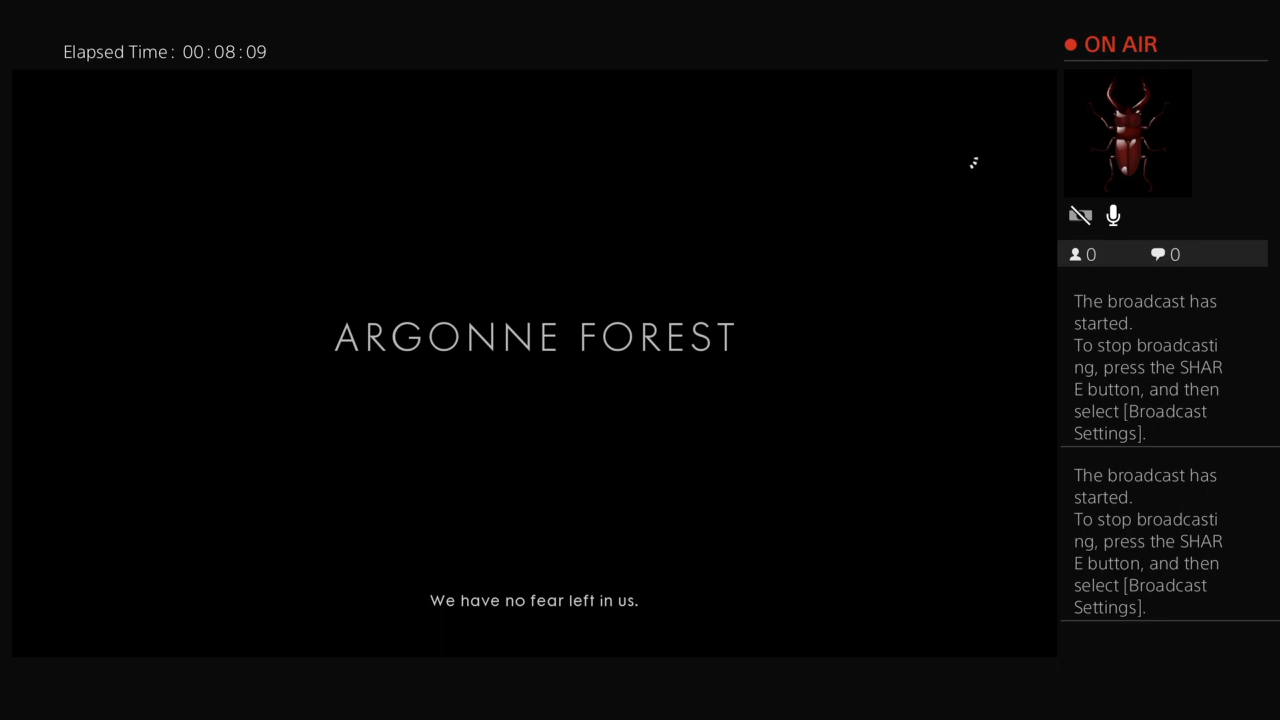 Elapsed Time: 00:08:09
ON AIR
0 0
ARGONNE FOREST
We have no fear left in us.
The broadcast has
started.
To stop broadcasti
ng, press the SHAR
E button, and then
select [Broadcast
Settings].
The broadcast has
started.
To stop broadcasti
ng, press the SHAR
E button, and then
select [Broadcast
Settings].